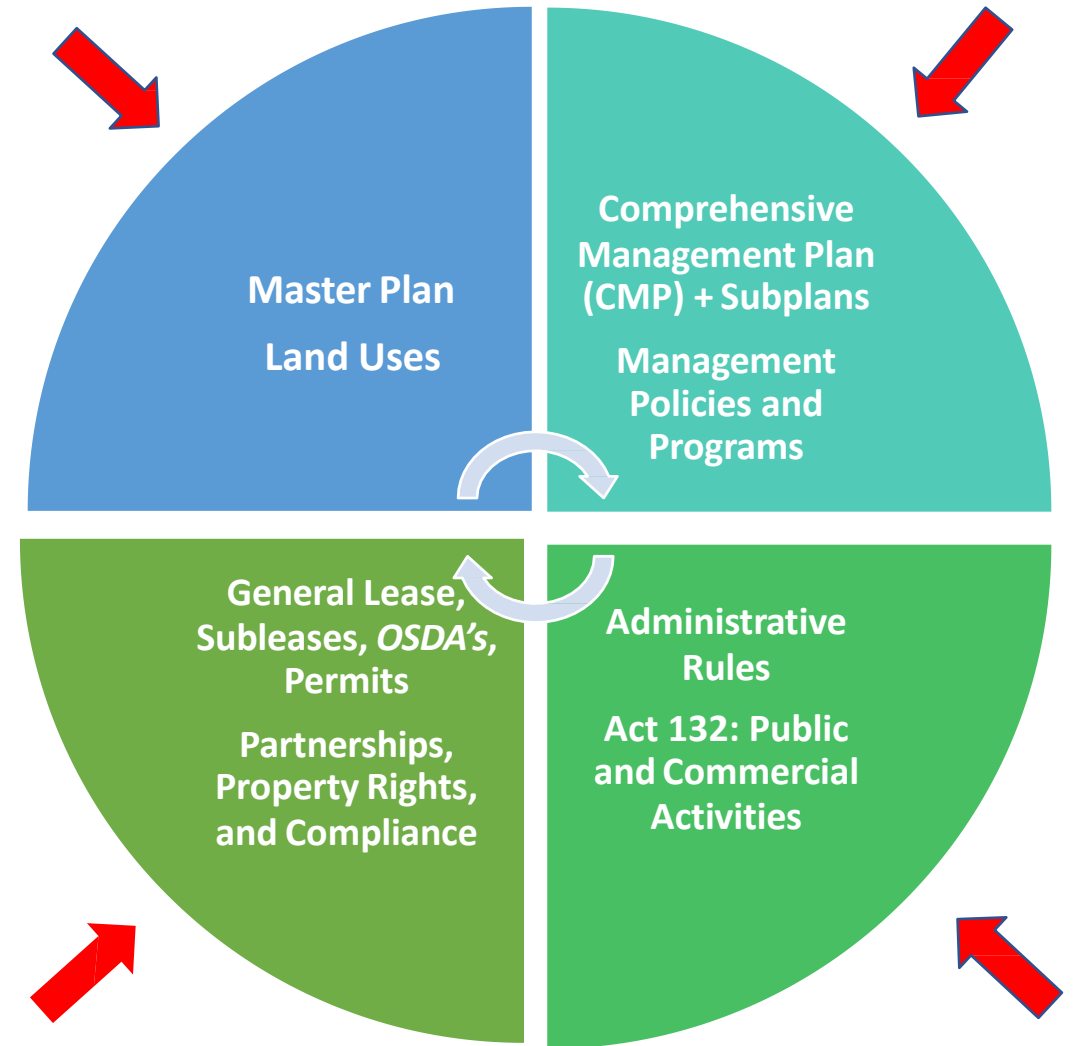 Master Plan
Land Uses
Comprehensive
Management Plan
(CMP) + Subplans
Management
Policies and
Programs
General Lease,
Subleases, OSDA's,
Permits
Partnerships,
Property Rights,
and Compliance
Administrative
Rules
Act 132: Public
and Commercial
Activities